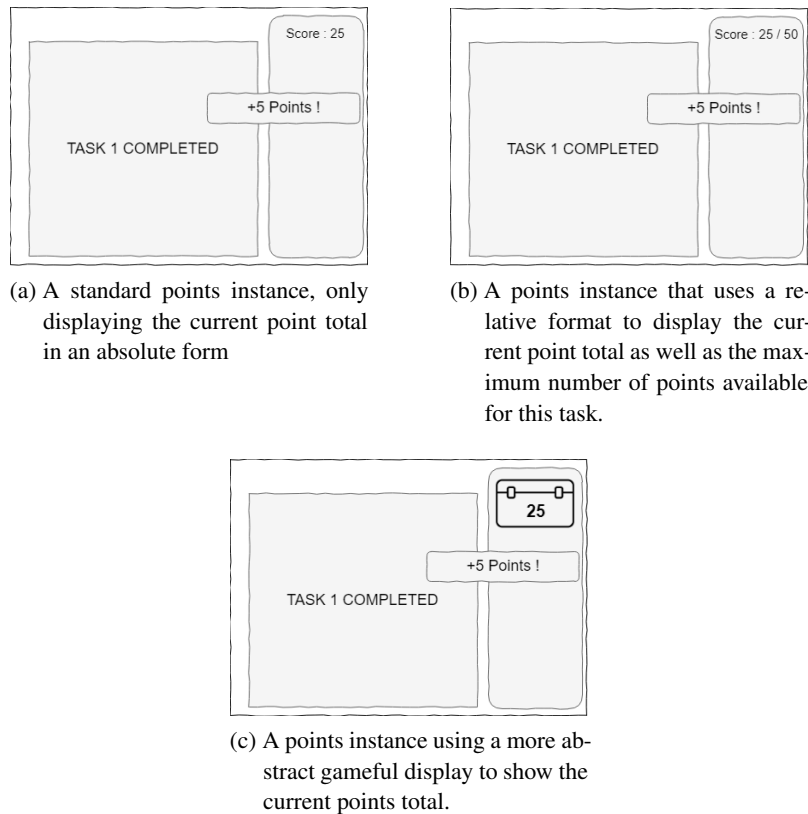 Score : 25
+5 Points !
TASK 1 COMPLETED
(a) A standard points instance, only
displaying the current point total
in an absolute form
Score : 25 / 50
+5 Points !
TASK 1 COMPLETED
(b) A points instance that uses a re-
lative format to display the cur-
rent point total as well as the max-
imum number of points available
for this task.
25
+5 Points !
TASK 1 COMPLETED
(c) A points instance using a more ab-
stract gameful display to show the
current points total.